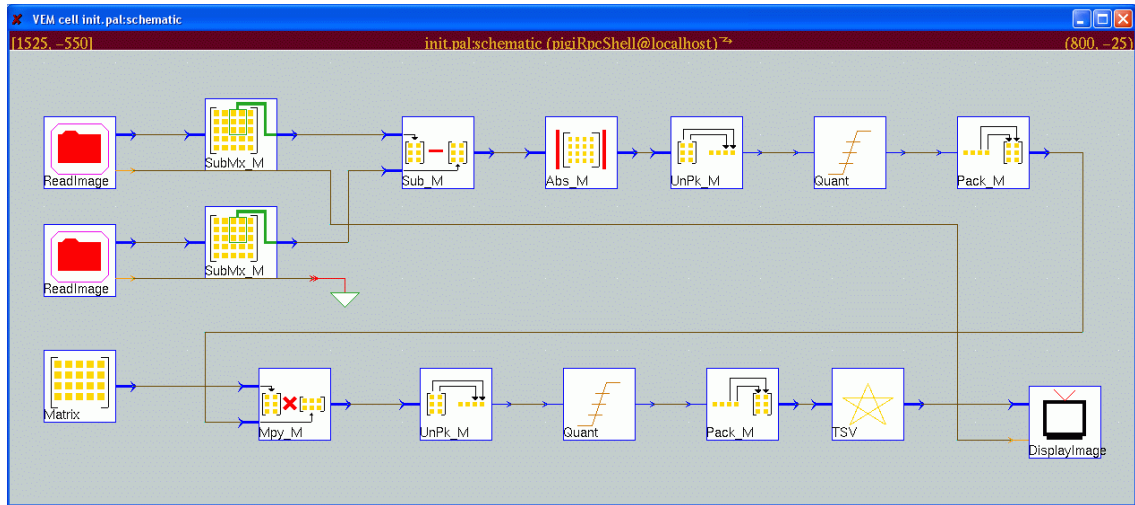 VEM cell init.pal:schematic
[1525, -550] init.pal:schematic (pigiRpcShell@localhost) (800, -25)
ReadImage
SubMx_M
Sub_M
Abs_M
UnPk_M
Quant
Pack_M
ReadImage
SubMx_M
Matrix
Mpy_M
UnPk_M
Quant
Pack_M
TSV
DisplayImage